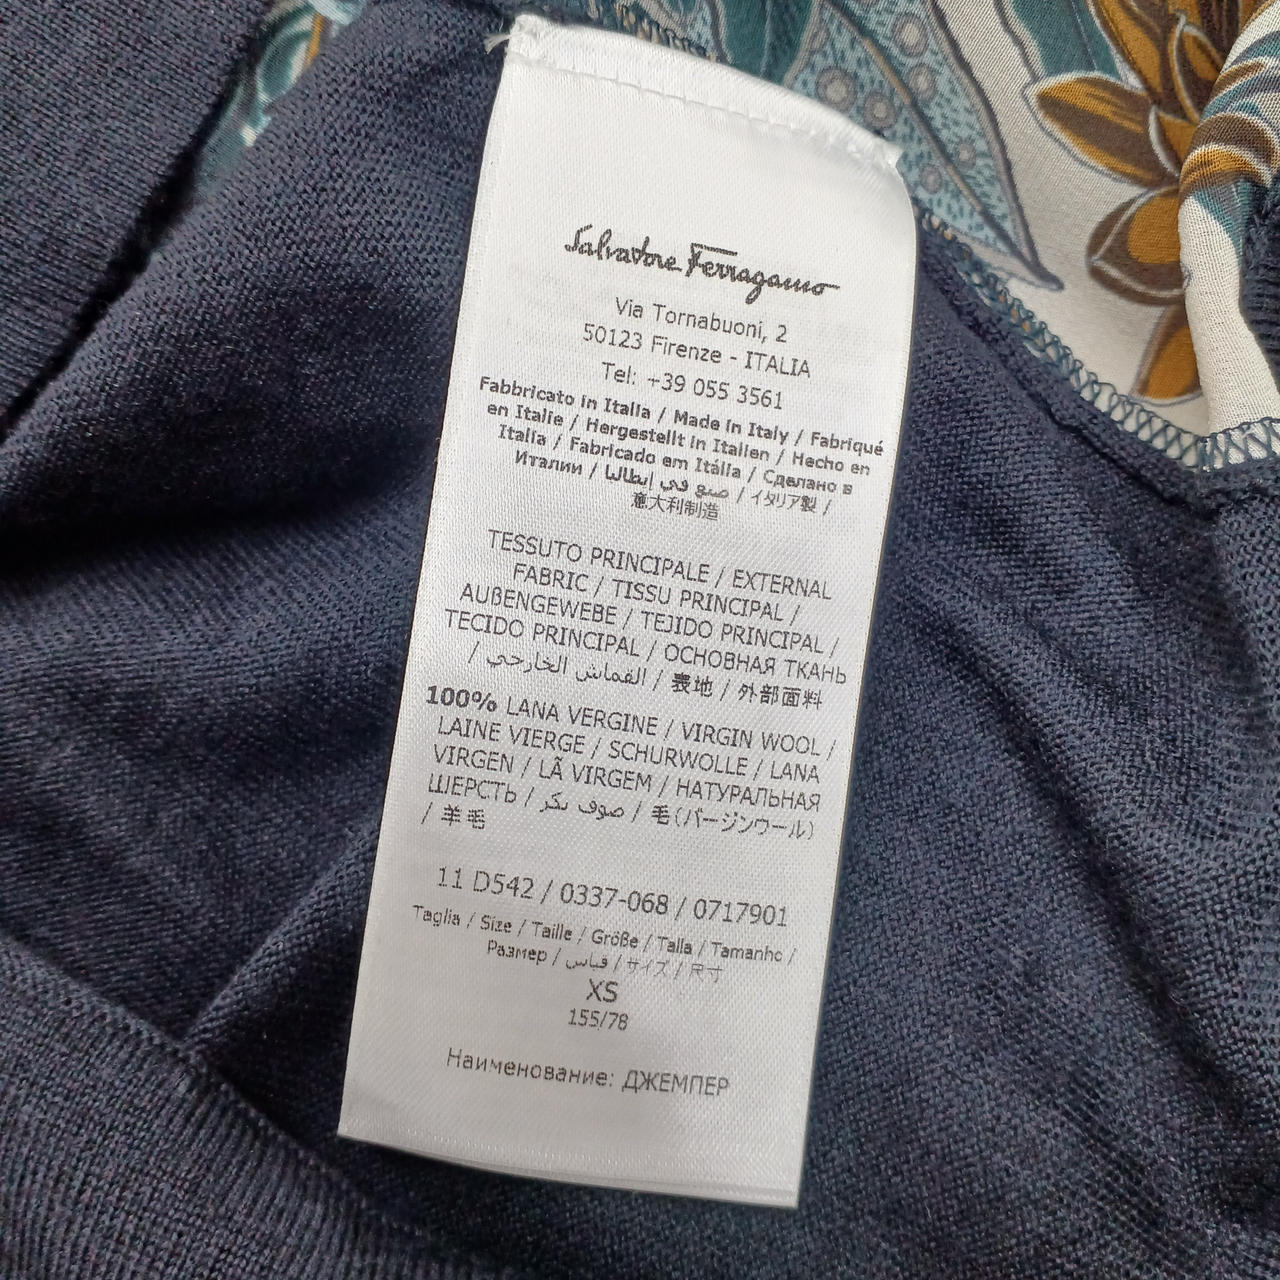 Salvatore Ferragamo
Via Tornabuoni, 2
50123 Firenze - ITALIA
Tel: +39 055 3561
Fabbricato in Italia / Made in Italy / Fabriqué
en Italie / Hergestellt in Italien / Hecho en
Italia / Fabricado em Itália / Сделано в
Италии / صنع في إيطاليا / イタリア製 /
意大利制造
TESSUTO PRINCIPALE / EXTERNAL
FABRIC / TISSU PRINCIPAL /
AUßENGEWEBE / TEJIDO PRINCIPAL /
TECIDO PRINCIPAL / ОСНОВНАЯ ТКАНЬ
/ القماش الخارجي / 表地 / 外部面料
100% LANA VERGINE / VIRGIN WOOL /
LAINE VIERGE / SCHURWOLLE / LANA
VIRGEN / LÃ VIRGEM / НАТУРАЛЬНАЯ
ШЕРСТЬ / صوف بكر / 毛(バージンウール)
/ 羊毛
11 D542 / 0337-068 / 0717901
Taglia / Size / Taille / Größe / Talla / Tamanho /
Размер / قياس / サイズ / 尺寸
XS
155/78
Наименование: ДЖЕМПЕР